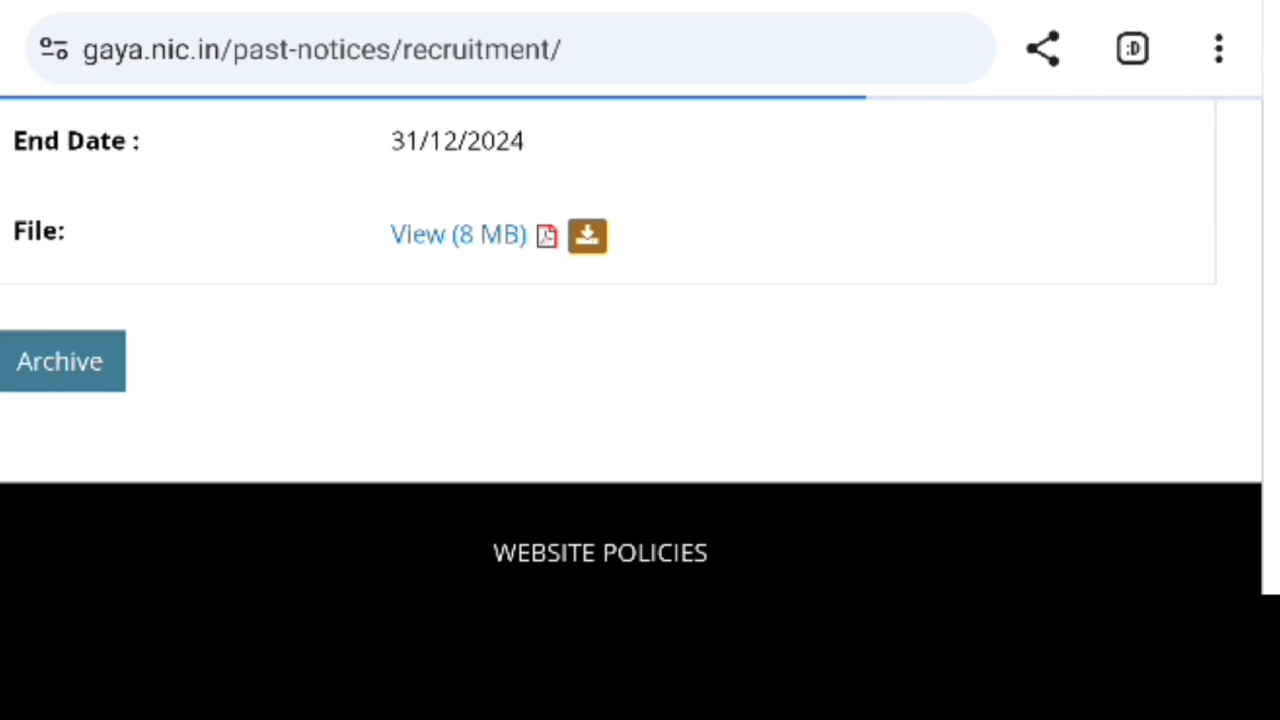 gaya.nic.in/past-notices/recruitment/
:D
End Date : 31/12/2024
File: View (8 MB)
Archive
WEBSITE POLICIES